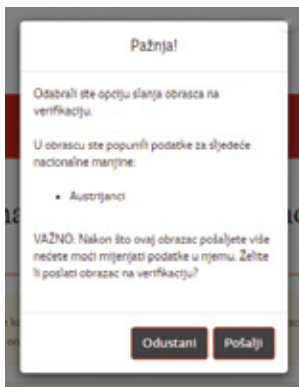 Pažnja!
Odabrali ste opciju slanja obrasca na
verifikaciju.
U obrascu ste popunili podatke za sljedeće
nacionalne manjine:
• Austrijanci
VAŽNO: Nakon što ovaj obrazac pošaljete više
nećete moći mijenjati podatke u njemu. Želite
li poslati obrazac na verifikaciju?
Odustani Pošalji